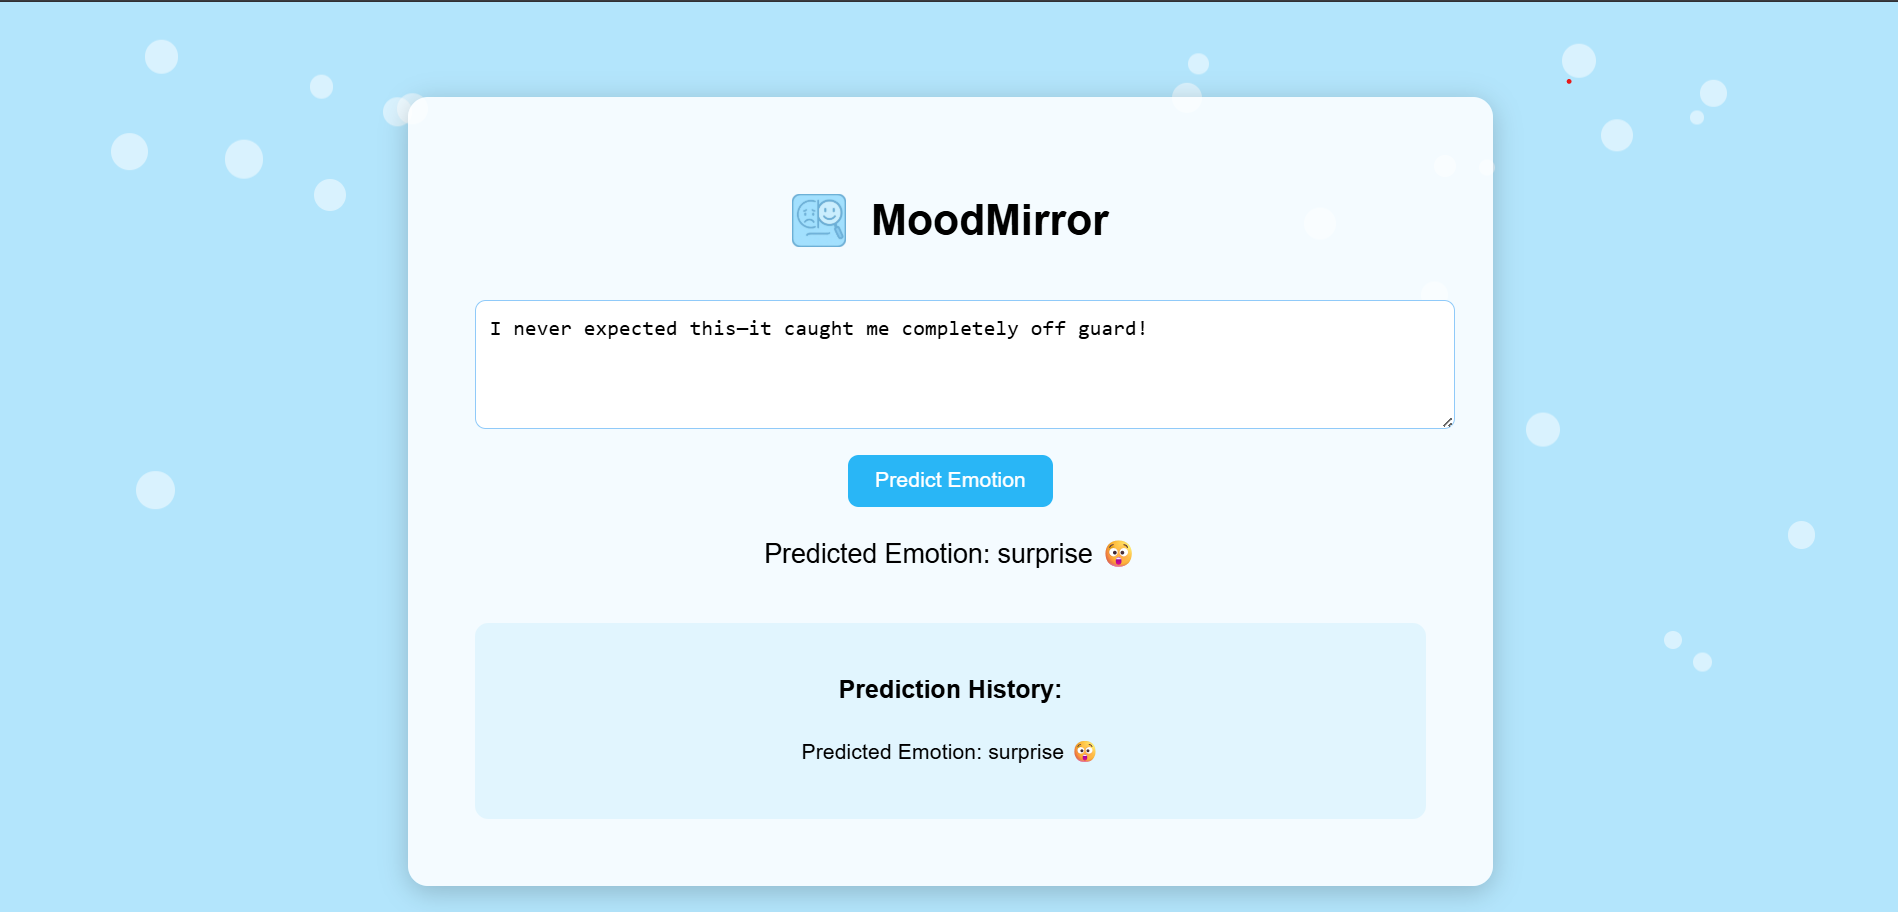 MoodMirror
I never expected this—it caught me completely off guard!
Predict Emotion
Predicted Emotion: surprise 😲
Prediction History:
Predicted Emotion: surprise 😲